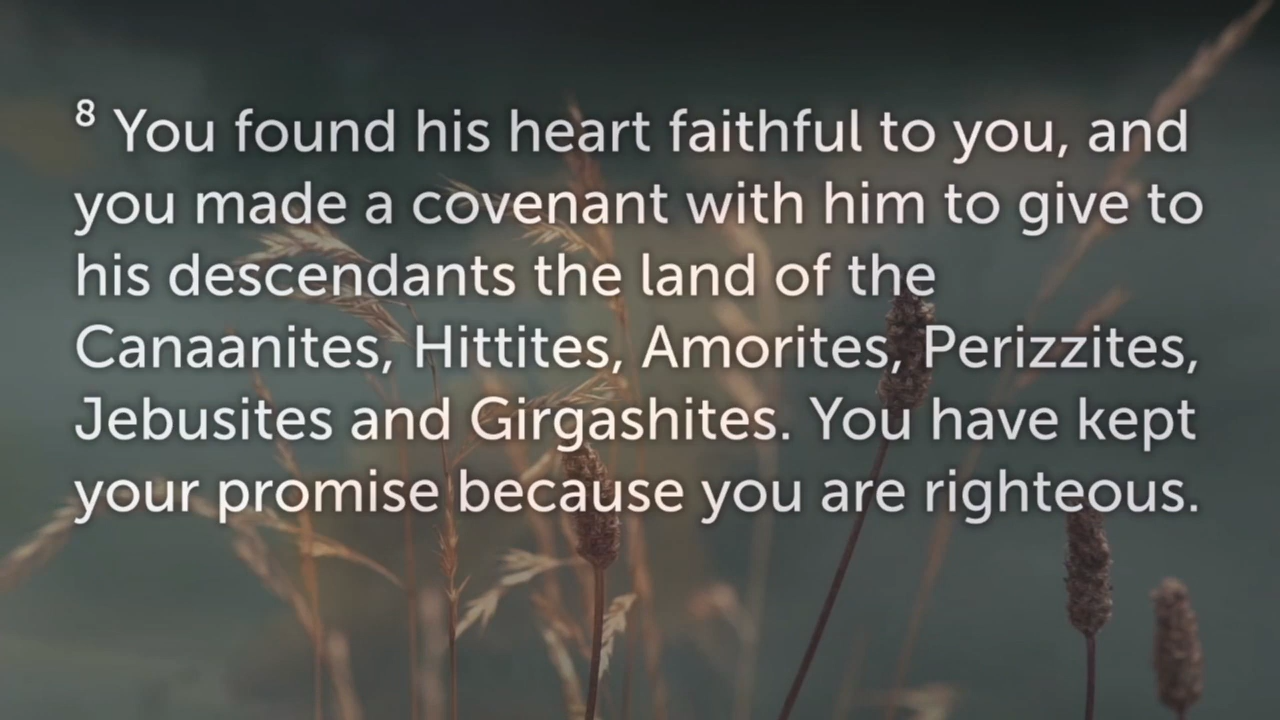 8 You found his heart faithful to you, and
you made a covenant with him to give to
his descendants the land of the
Canaanites, Hittites, Amorites, Perizzites,
Jebusites and Girgashites. You have kept
your promise because you are righteous.